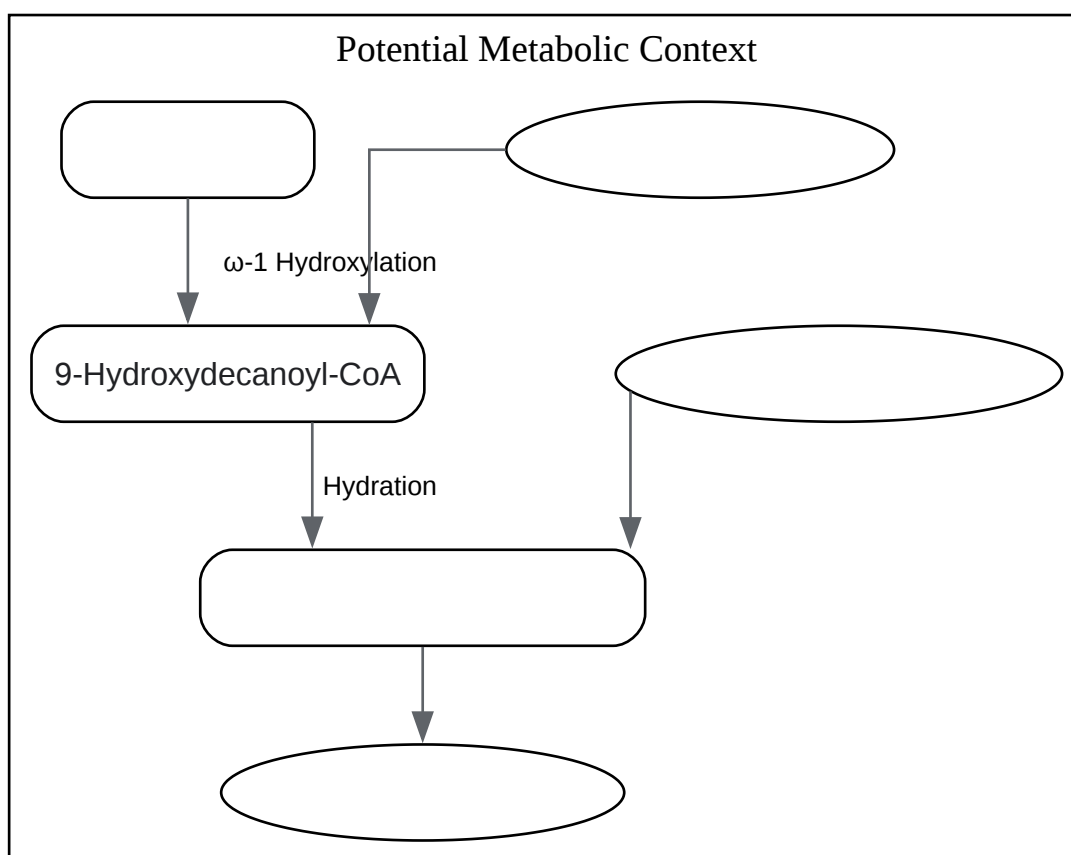 Potential Metabolic Context
ω-1 Hydroxylation
9-Hydroxydecanoyl-CoA
Hydration